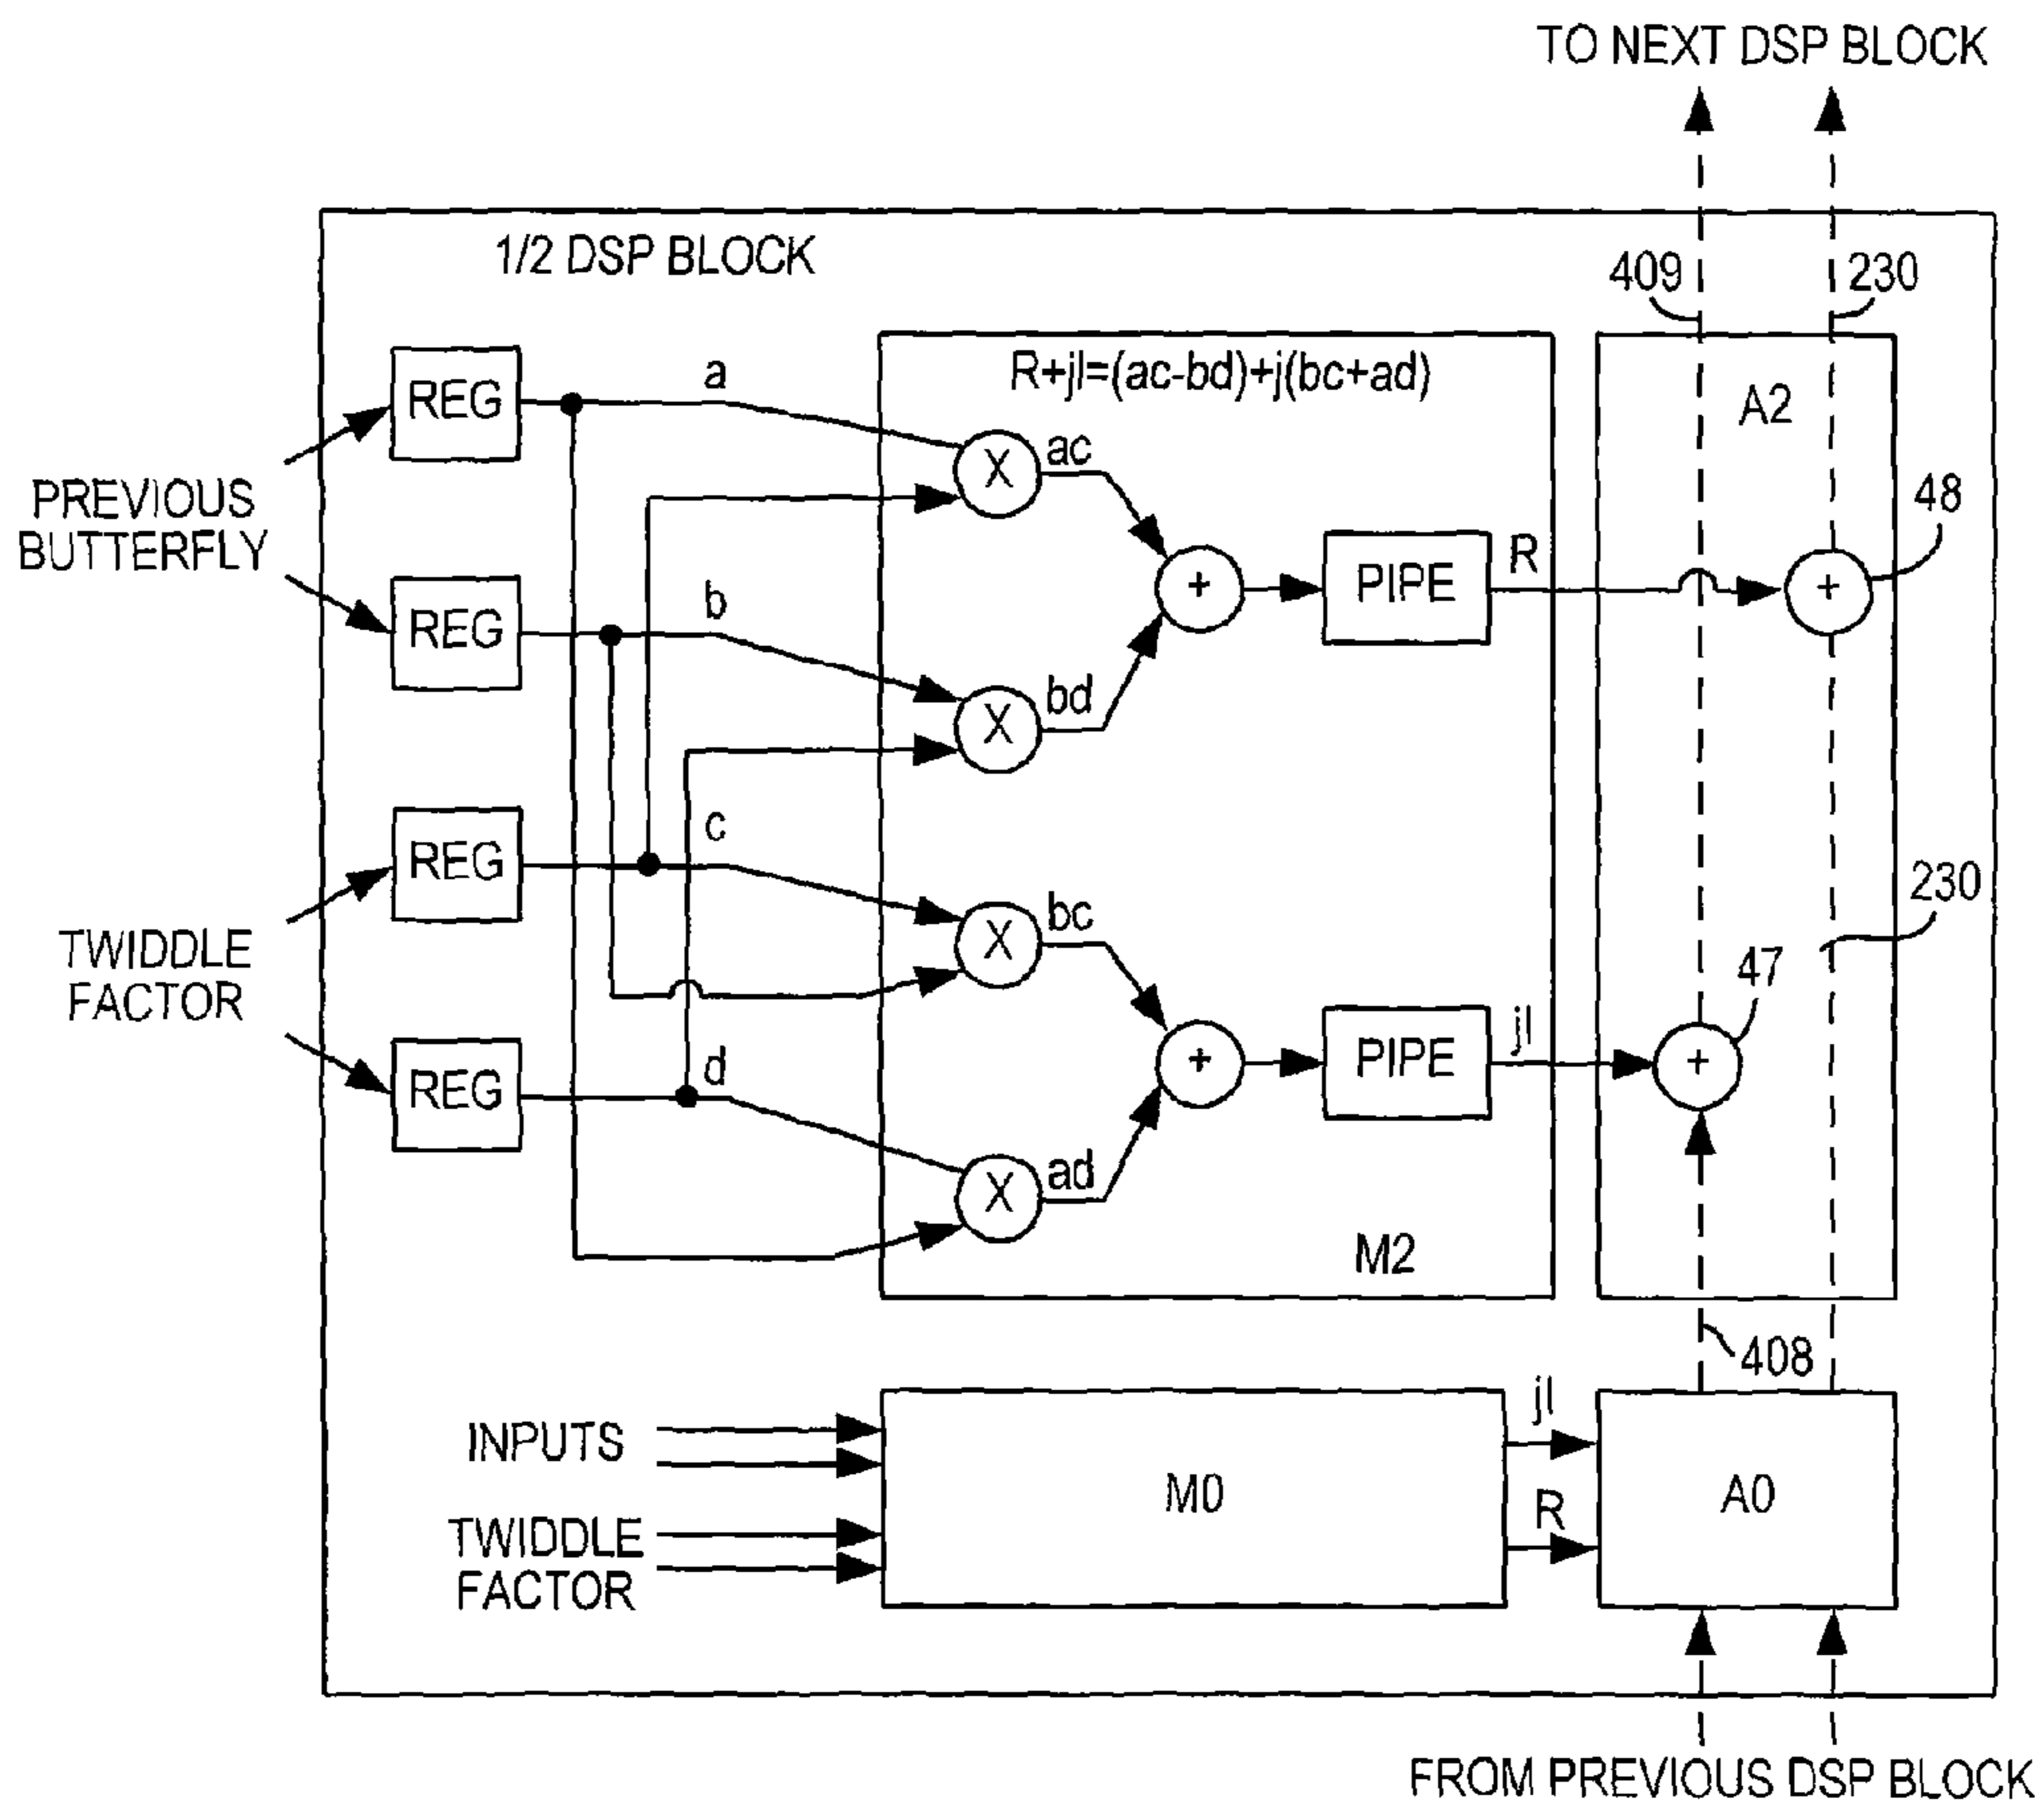 TO NEXT DSP BLOCK
1/2 DSP BLOCK
409
230
REG
a
R+jI=(ac-bd)+j(bc+ad)
A2
X
ac
PREVIOUS
BUTTERFLY
48
+
PIPE
R
+
REG
b
X
bd
REG
c
230
X
bc
TWIDDLE
FACTOR
47
REG
d
+
PIPE
jI
+
X
ad
M2
408
INPUTS
jI
M0
R
A0
TWIDDLE
FACTOR
FROM PREVIOUS DSP BLOCK